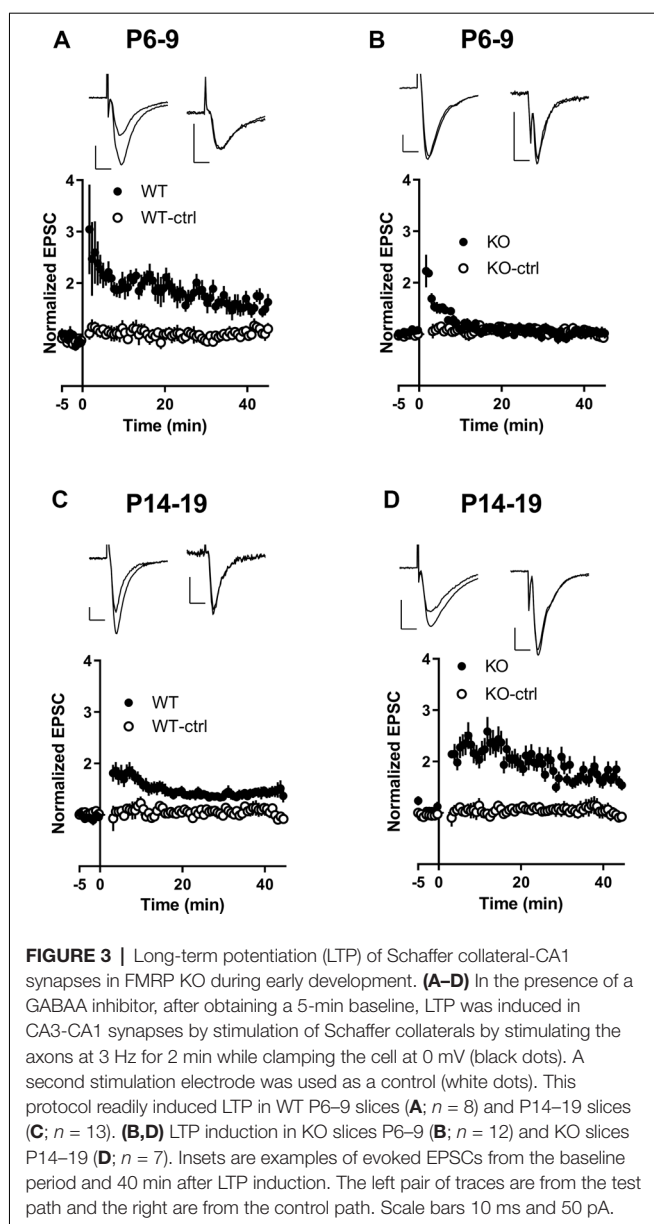 A P6-9
B P6-9
4
3
2
Normalized EPSC
WT
WT-ctrl
-5 0 20 40
Time (min)
4
3
2
Normalized EPSC
KO
KO-ctrl
-5 0 20 40
Time (min)
C P14-19
D P14-19
4
3
2
Normalized EPSC
WT
WT-ctrl
-5 0 20 40
Time (min)
4
3
2
Normalized EPSC
KO
KO-ctrl
-5 0 20 40
Time (min)
FIGURE 3 | Long-term potentiation (LTP) of Schaffer collateral-CA1
synapses in FMRP KO during early development. (A–D) In the presence of a
GABAA inhibitor, after obtaining a 5-min baseline, LTP was induced in
CA3-CA1 synapses by stimulation of Schaffer collaterals by stimulating the
axons at 3 Hz for 2 min while clamping the cell at 0 mV (black dots). A
second stimulation electrode was used as a control (white dots). This
protocol readily induced LTP in WT P6–9 slices (A; n = 8) and P14–19 slices
(C; n = 13). (B,D) LTP induction in KO slices P6–9 (B; n = 12) and KO slices
P14–19 (D; n = 7). Insets are examples of evoked EPSCs from the baseline
period and 40 min after LTP induction. The left pair of traces are from the test
path and the right are from the control path. Scale bars 10 ms and 50 pA.